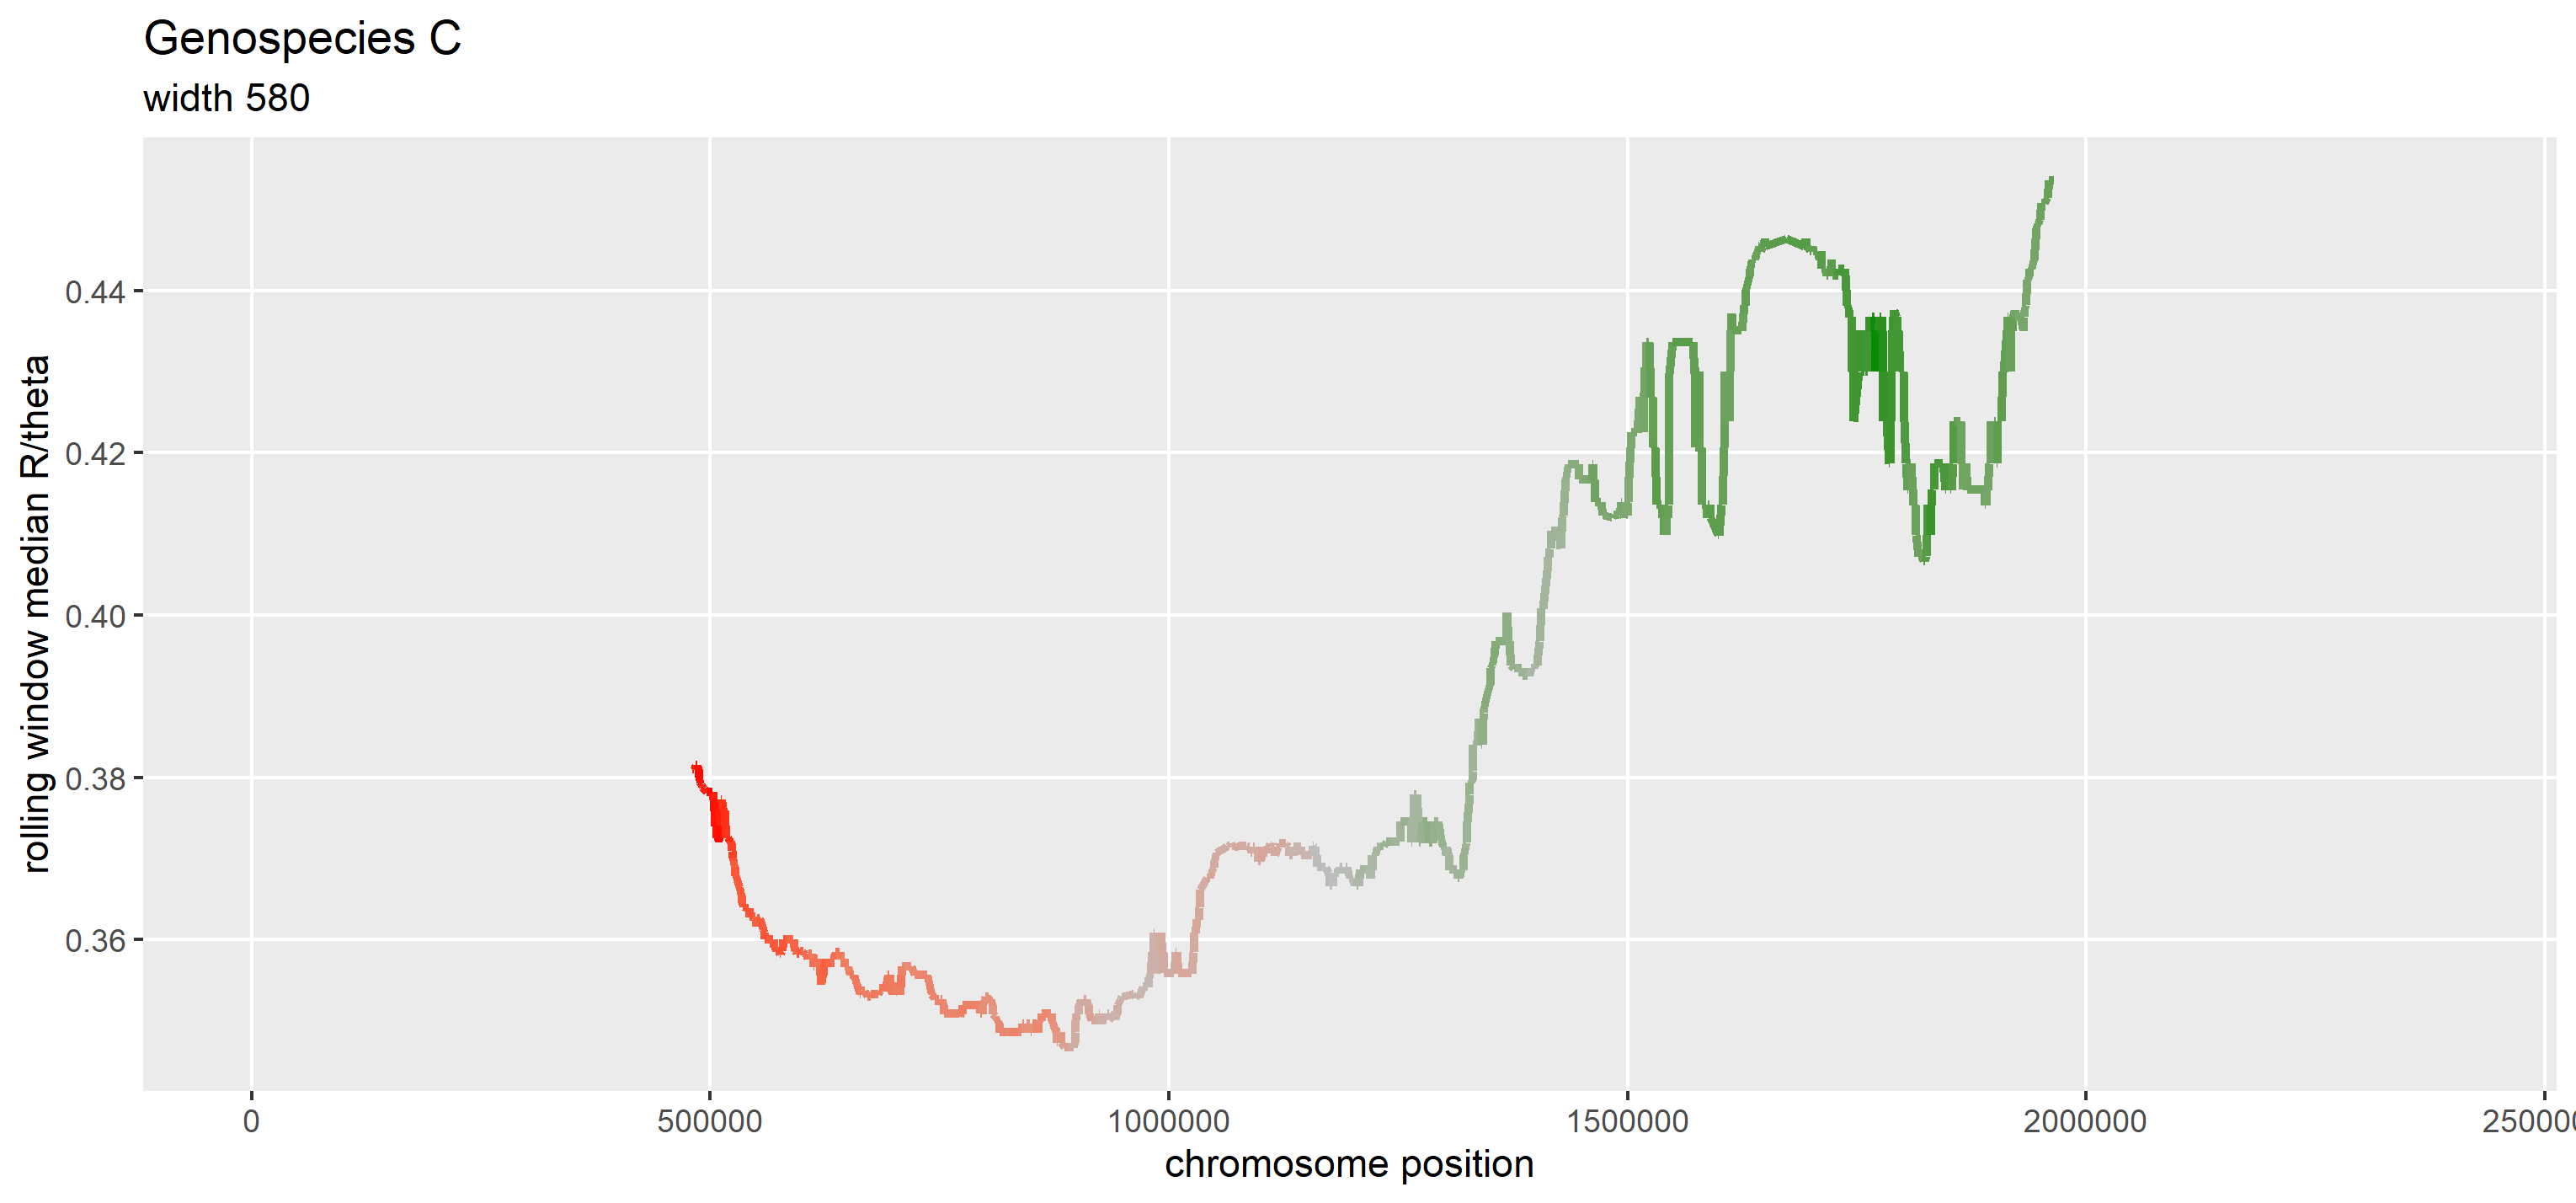 Genospecies C
width 580
rolling window median R/theta
0.44
0.42
0.40
0.38
0.36
0
500000
1000000
1500000
2000000
chromosome position